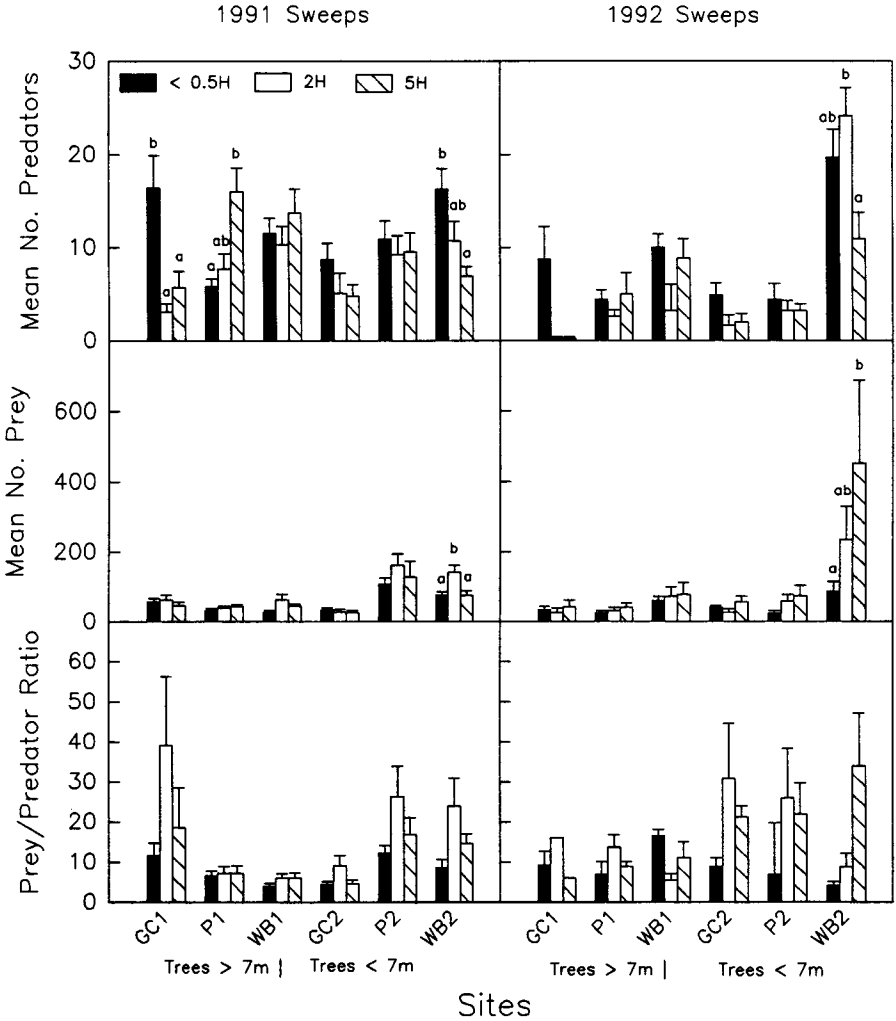 1991 Sweeps
1992 Sweeps
Mean No. Predators
30
20
10
0
< 0.5H
2H
5H
b
a
a
a
ab
b
b
ab
a
ab
b
a
Mean No. Prey
600
400
200
0
a
b
a
a
ab
b
Prey/Predator Ratio
60
50
40
30
20
10
0
GC1 P1 WB1 GC2 P2 WB2
GC1 P1 WB1 GC2 P2 WB2
Trees > 7m | Trees < 7m
Trees > 7m | Trees < 7m
Sites